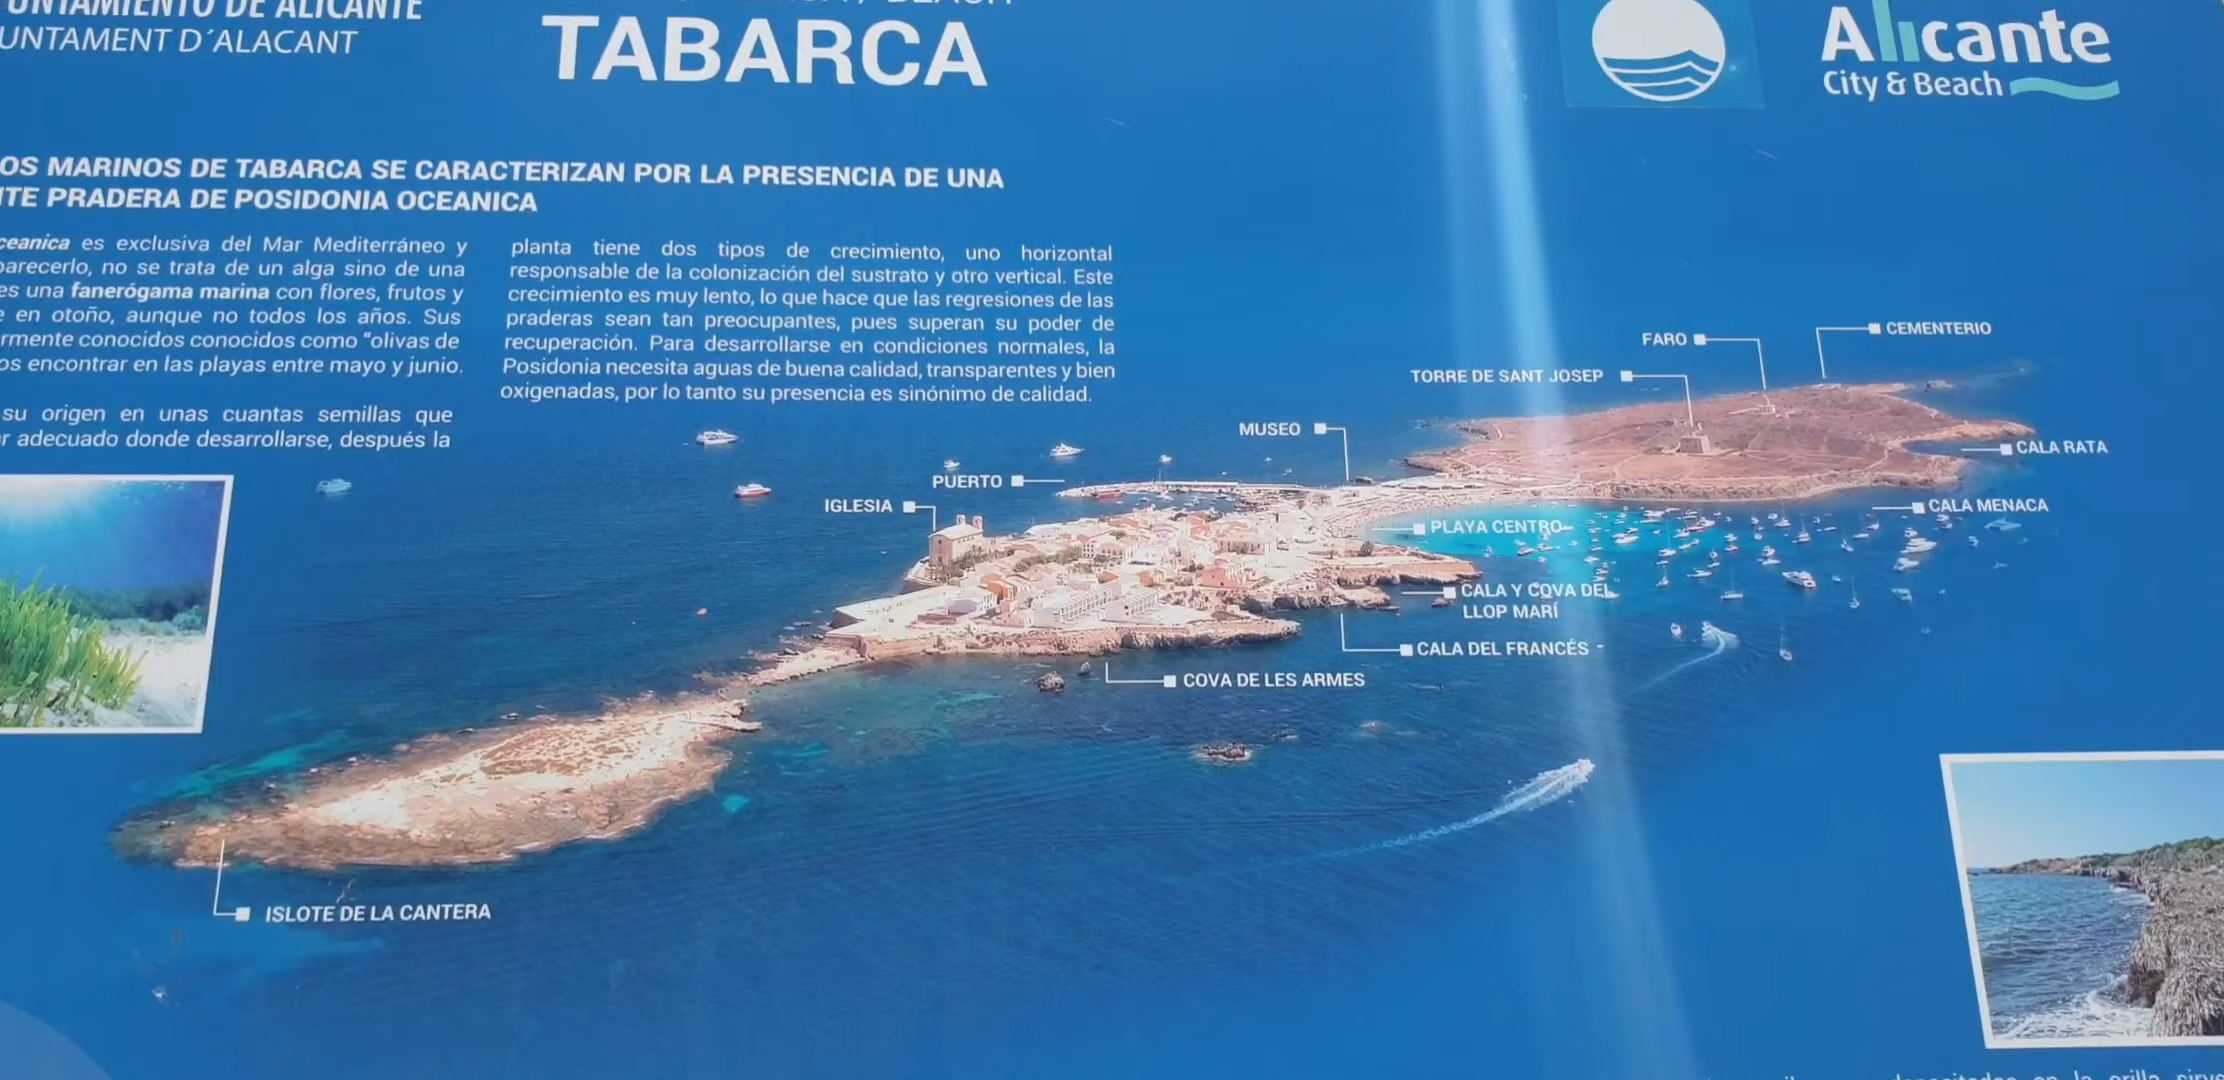 AYUNTAMIENTO DE ALICANTE
AJUNTAMENT D´ALACANT
BEACH
TABARCA
Alicante
City & Beach
OS MARINOS DE TABARCA SE CARACTERIZAN POR LA PRESENCIA DE UNA
TE PRADERA DE POSIDONIA OCEANICA
ceanica es exclusiva del Mar Mediterráneo y
parecerlo, no se trata de un alga sino de una
es una fanerógama marina con flores, frutos y
e en otoño, aunque no todos los años. Sus
rmente conocidos conocidos como “olivas de
os encontrar en las playas entre mayo y junio.
su origen en unas cuantas semillas que
r adecuado donde desarrollarse, después la
planta tiene dos tipos de crecimiento, uno horizontal
responsable de la colonización del sustrato y otro vertical. Este
crecimiento es muy lento, lo que hace que las regresiones de las
praderas sean tan preocupantes, pues superan su poder de
recuperación. Para desarrollarse en condiciones normales, la
Posidonia necesita aguas de buena calidad, transparentes y bien
oxigenadas, por lo tanto su presencia es sinónimo de calidad.
FARO
CEMENTERIO
TORRE DE SANT JOSEP
MUSEO
CALA RATA
PUERTO
IGLESIA
CALA MENACA
PLAYA CENTRO
CALA Y COVA DEL
LLOP MARÍ
CALA DEL FRANCÉS
COVA DE LES ARMES
ISLOTE DE LA CANTERA
depositadas en la orilla